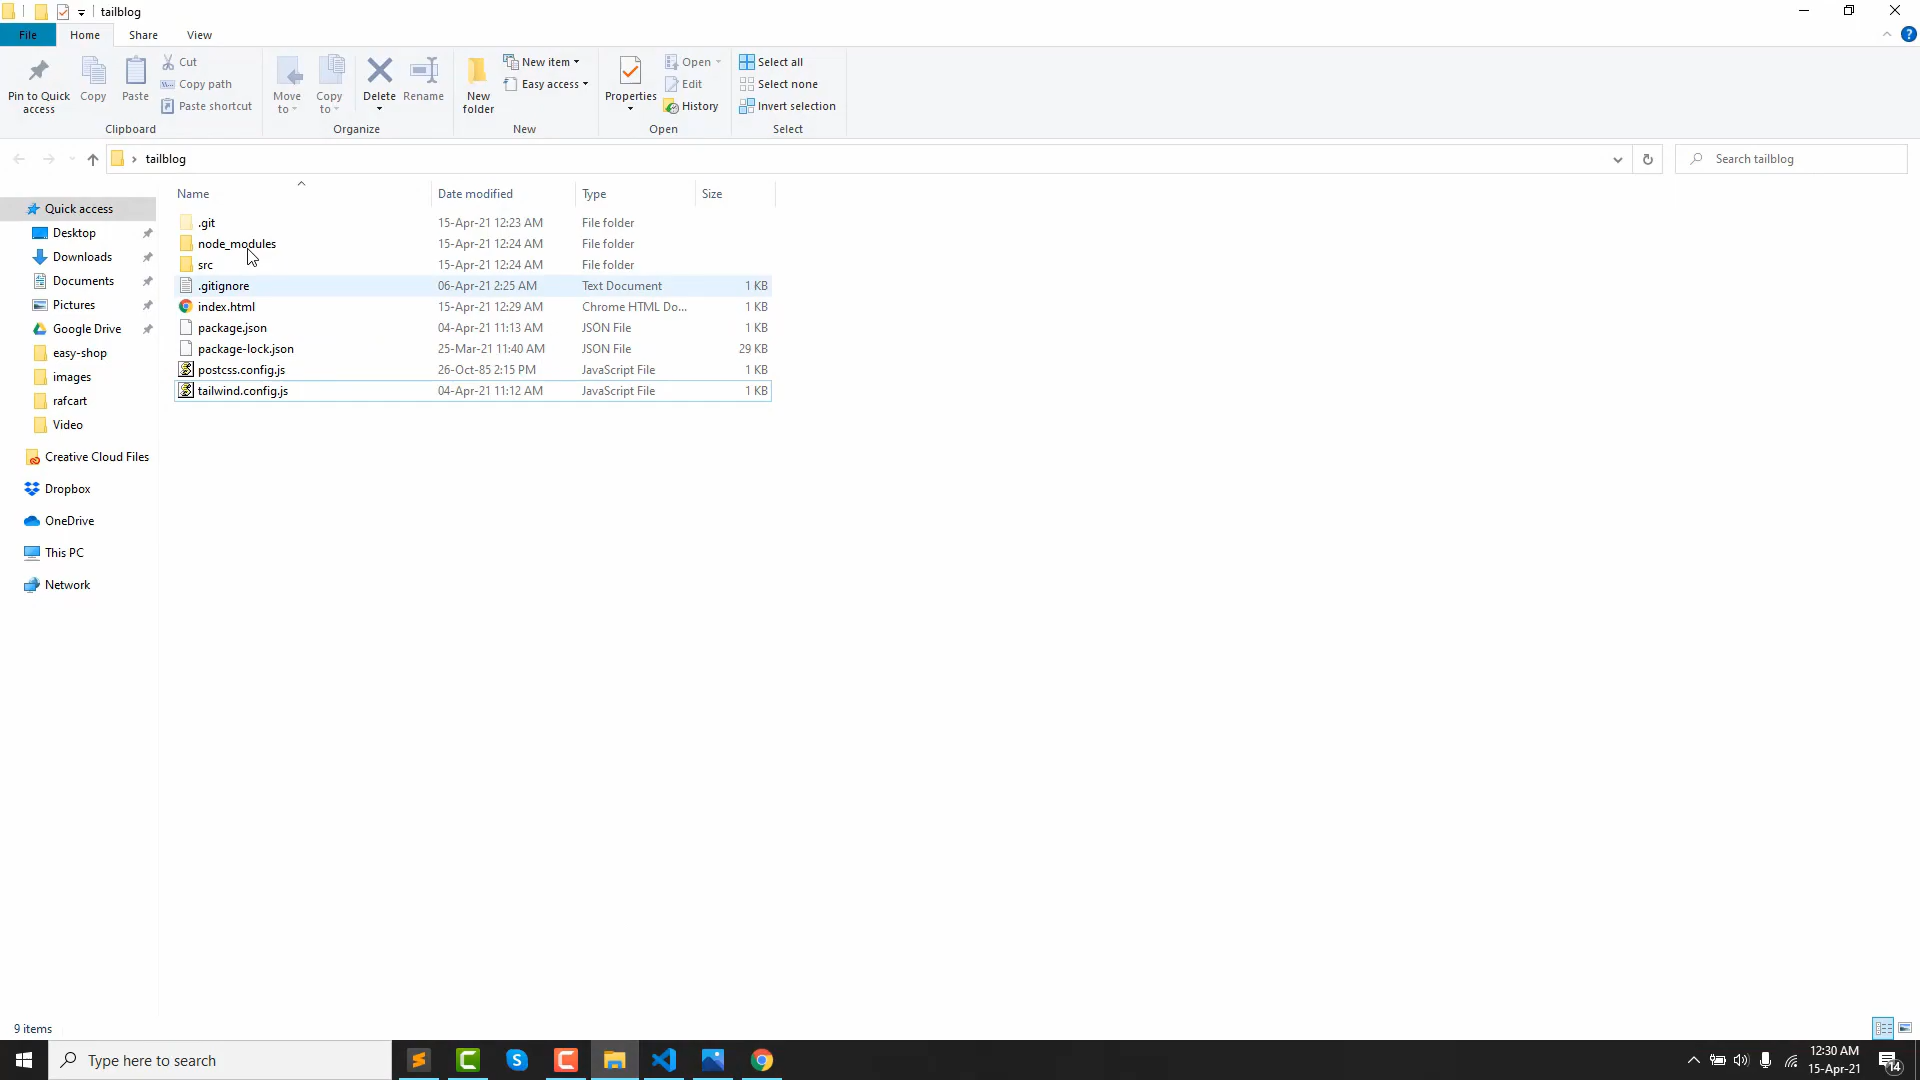 tailblog
File Home Share View
Pin to Quick access
Copy
Paste
Cut
Copy path
Paste shortcut
Clipboard
Move to
Copy to
Delete
Rename
Organize
New folder
New item
Easy access
New
Properties
Open
Edit
History
Open
Select all
Select none
Invert selection
Select
tailblog
Search tailblog
Name Date modified Type Size
.git 15-Apr-21 12:23 AM File folder
node_modules 15-Apr-21 12:24 AM File folder
src 15-Apr-21 12:24 AM File folder
.gitignore 06-Apr-21 2:25 AM Text Document 1 KB
index.html 15-Apr-21 12:29 AM Chrome HTML Do... 1 KB
package.json 04-Apr-21 11:13 AM JSON File 1 KB
package-lock.json 25-Mar-21 11:40 AM JSON File 29 KB
postcss.config.js 26-Oct-85 2:15 PM JavaScript File 1 KB
tailwind.config.js 04-Apr-21 11:12 AM JavaScript File 1 KB
Quick access
Desktop
Downloads
Documents
Pictures
Google Drive
easy-shop
images
rafcart
Video
Creative Cloud Files
Dropbox
OneDrive
This PC
Network
9 items
Type here to search
12:30 AM
15-Apr-21
14